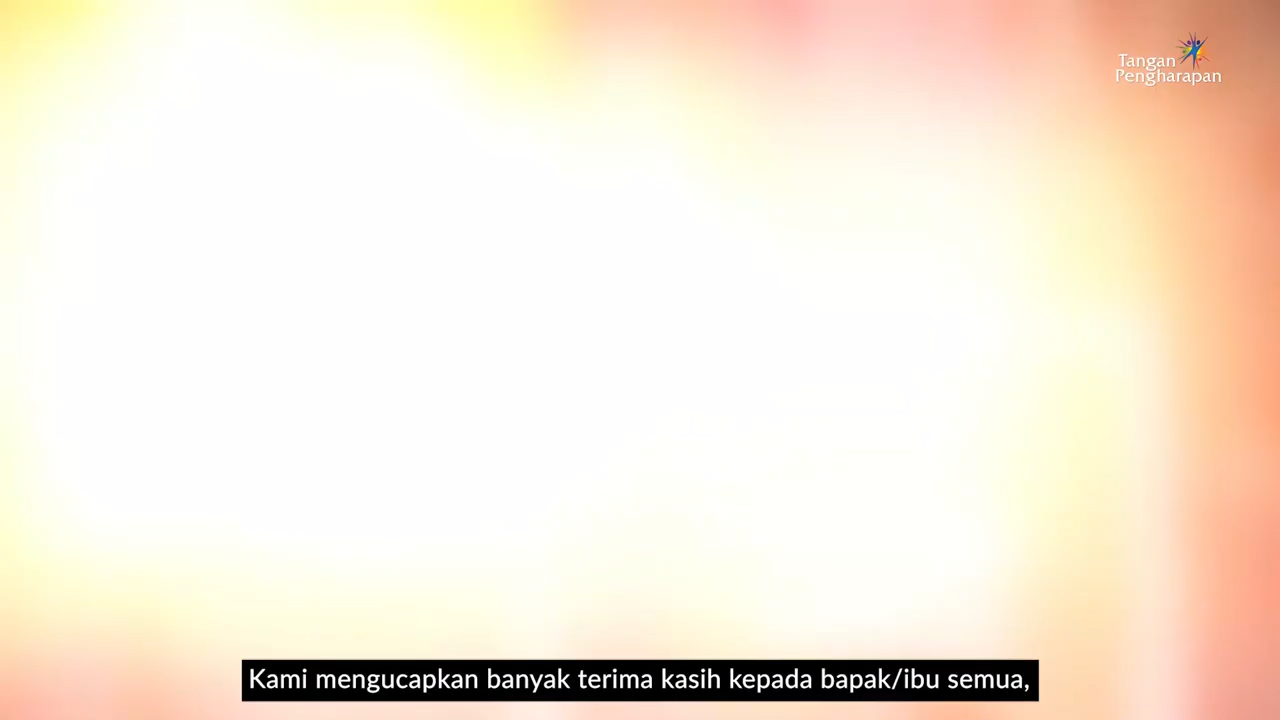 Tangan
Pengharapan
Kami mengucapkan banyak terima kasih kepada bapak/ibu semua,